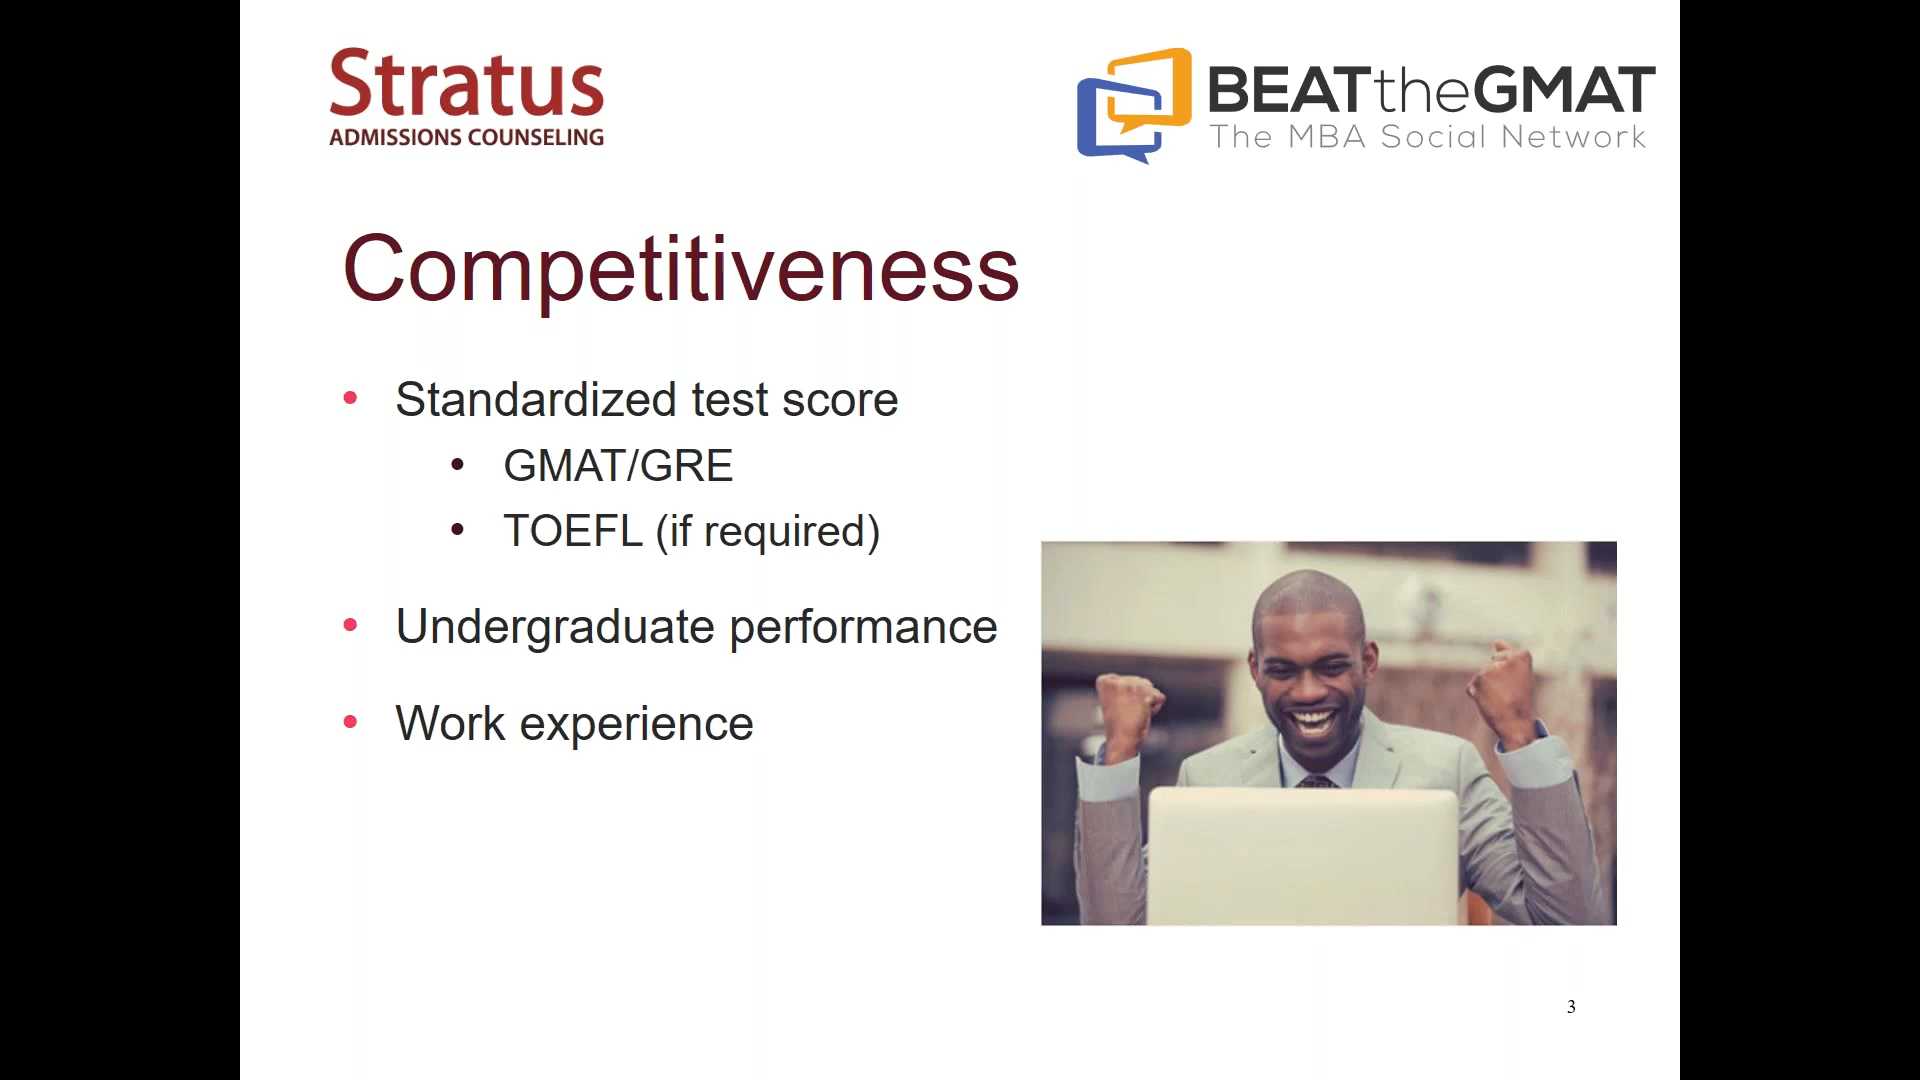 Stratus
ADMISSIONS COUNSELING
BEATtheGMAT
The MBA Social Network
Competitiveness
• Standardized test score
• GMAT/GRE
• TOEFL (if required)
• Undergraduate performance
• Work experience
3